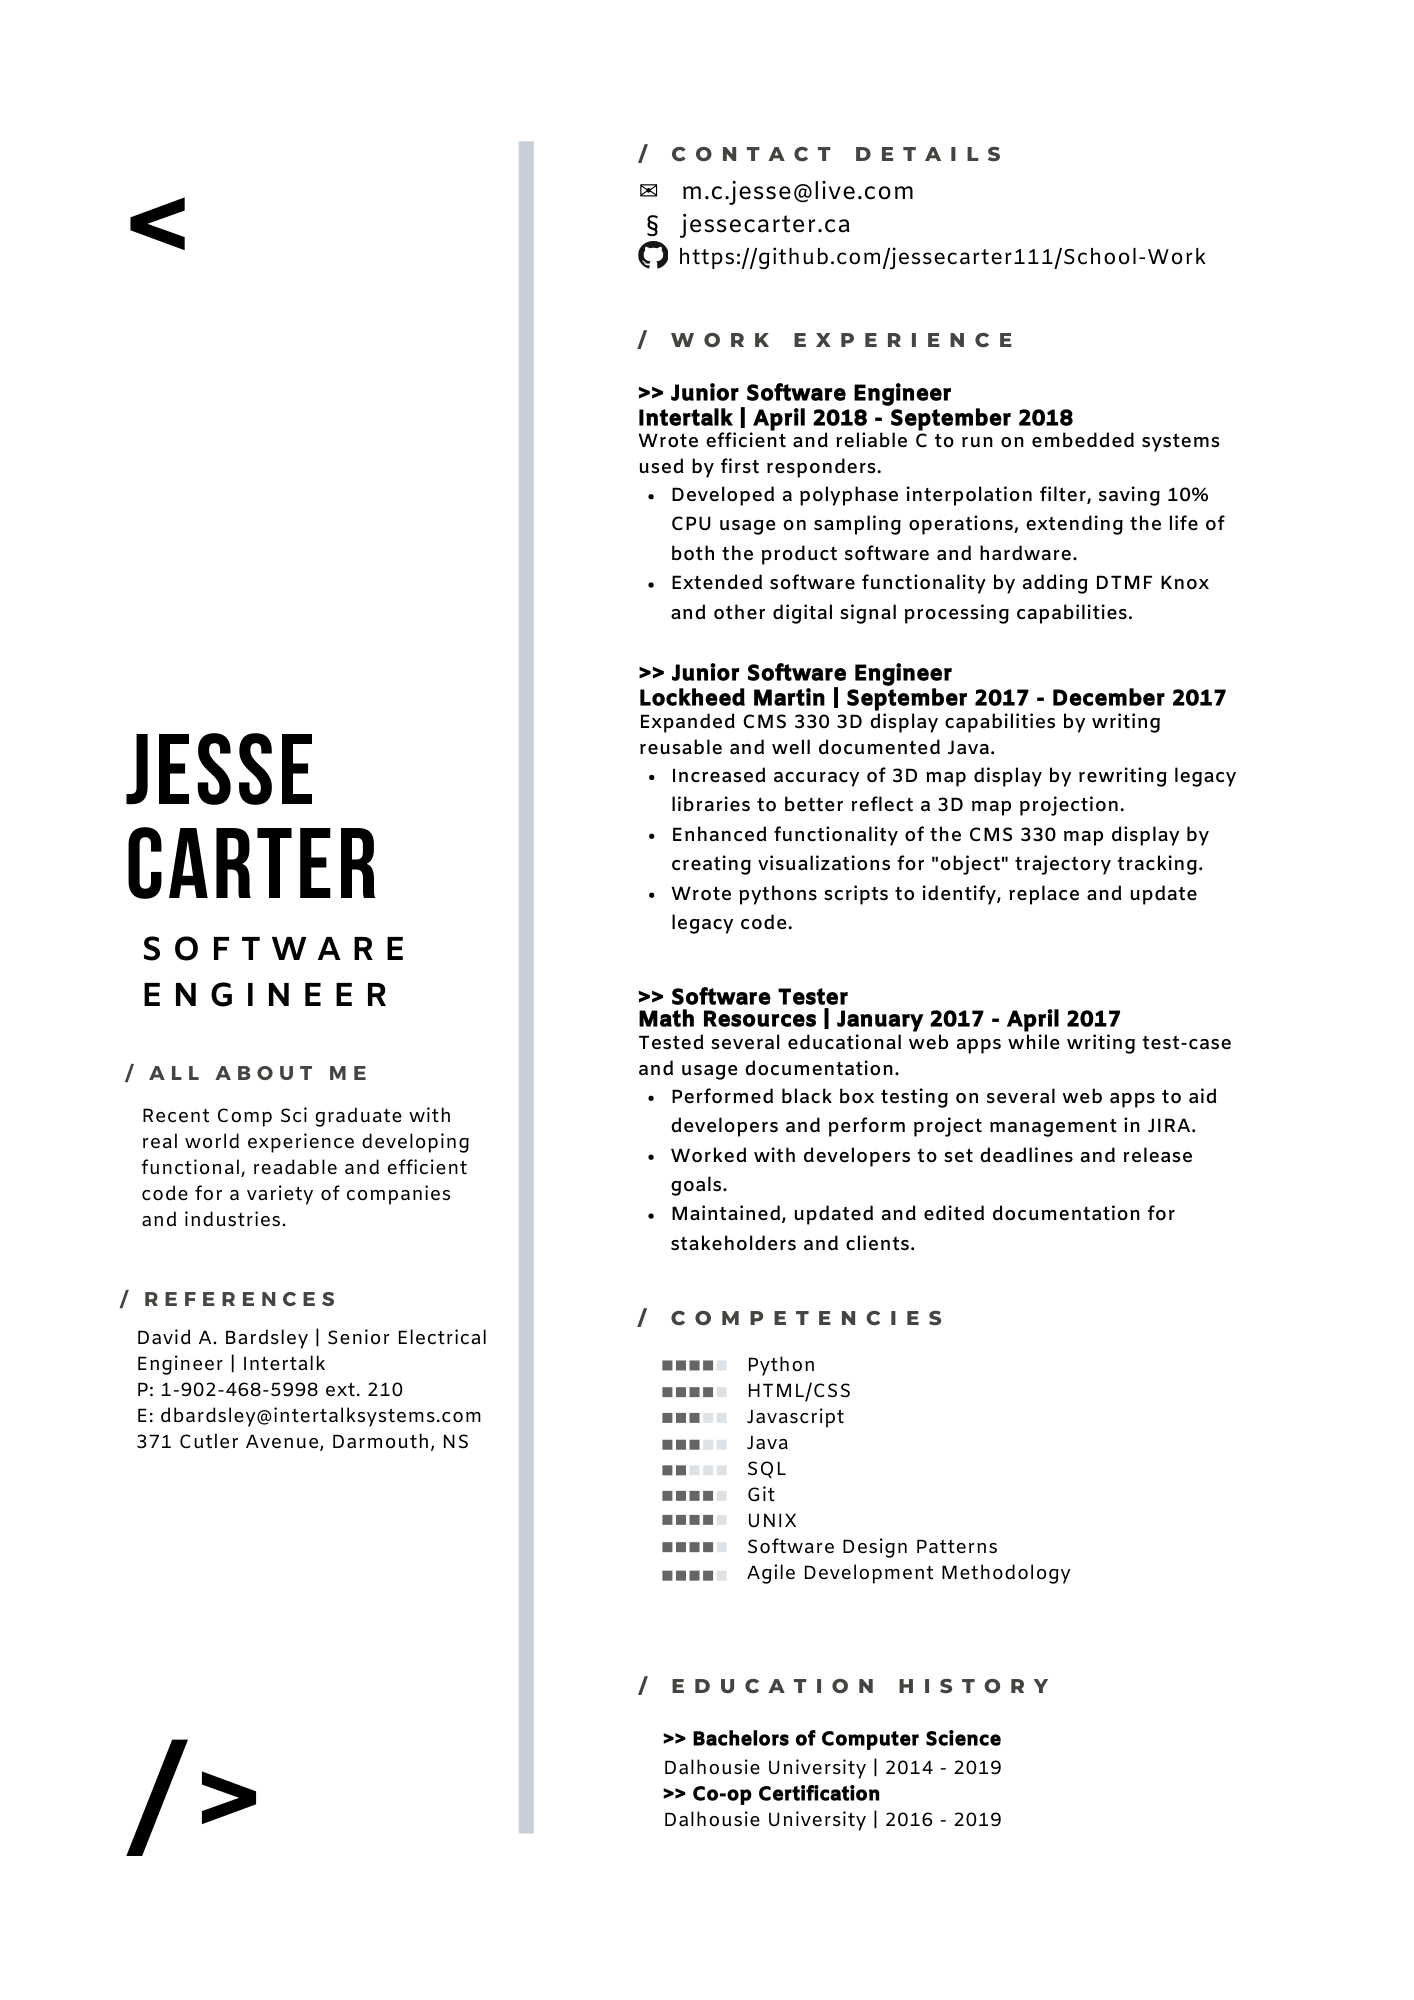 <
JESSE
CARTER
SOFTWARE
ENGINEER
/ ALL ABOUT ME
Recent Comp Sci graduate with
real world experience developing
functional, readable and efficient
code for a variety of companies
and industries.
/ REFERENCES
David A. Bardsley | Senior Electrical
Engineer | Intertalk
P: 1-902-468-5998 ext. 210
E: dbardsley@intertalksystems.com
371 Cutler Avenue, Darmouth, NS
/>
/ CONTACT DETAILS
✉ m.c.jesse@live.com
§ jessecarter.ca
https://github.com/jessecarter111/School-Work
/ WORK EXPERIENCE
>> Junior Software Engineer
Intertalk | April 2018 - September 2018
Wrote efficient and reliable C to run on embedded systems
used by first responders.
• Developed a polyphase interpolation filter, saving 10%
CPU usage on sampling operations, extending the life of
both the product software and hardware.
• Extended software functionality by adding DTMF Knox
and other digital signal processing capabilities.
>> Junior Software Engineer
Lockheed Martin | September 2017 - December 2017
Expanded CMS 330 3D display capabilities by writing
reusable and well documented Java.
• Increased accuracy of 3D map display by rewriting legacy
libraries to better reflect a 3D map projection.
• Enhanced functionality of the CMS 330 map display by
creating visualizations for "object" trajectory tracking.
• Wrote pythons scripts to identify, replace and update
legacy code.
>> Software Tester
Math Resources | January 2017 - April 2017
Tested several educational web apps while writing test-case
and usage documentation.
• Performed black box testing on several web apps to aid
developers and perform project management in JIRA.
• Worked with developers to set deadlines and release
goals.
• Maintained, updated and edited documentation for
stakeholders and clients.
/ COMPETENCIES
Python
HTML/CSS
Javascript
Java
SQL
Git
UNIX
Software Design Patterns
Agile Development Methodology
/ EDUCATION HISTORY
>> Bachelors of Computer Science
Dalhousie University | 2014 - 2019
>> Co-op Certification
Dalhousie University | 2016 - 2019